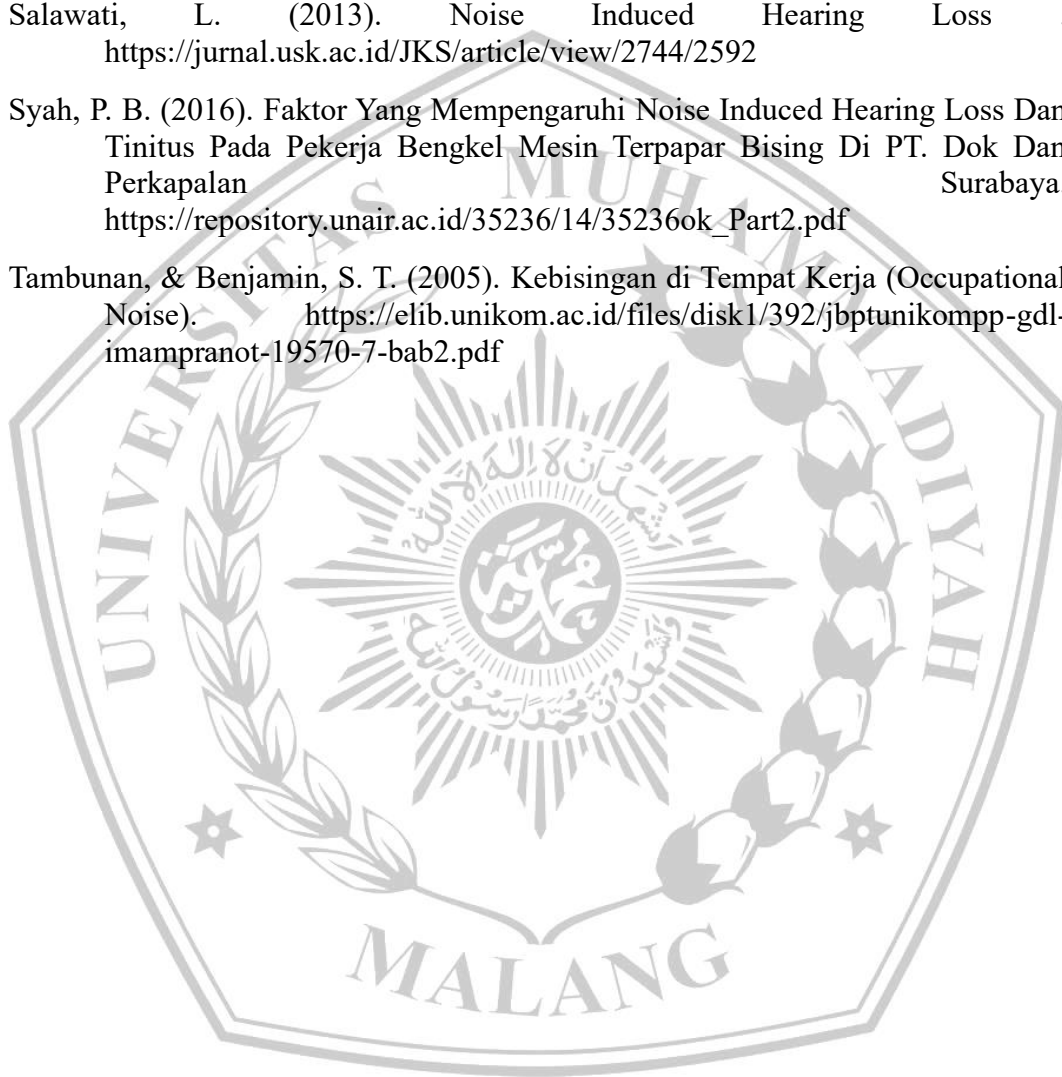 Salawati, L. (2013). Noise Induced Hearing Loss .
https://jurnal.usk.ac.id/JKS/article/view/2744/2592
Syah, P. B. (2016). Faktor Yang Mempengaruhi Noise Induced Hearing Loss Dan
Tinitus Pada Pekerja Bengkel Mesin Terpapar Bising Di PT. Dok Dan
Perkapalan Surabaya.
https://repository.unair.ac.id/35236/14/35236ok_Part2.pdf
Tambunan, & Benjamin, S. T. (2005). Kebisingan di Tempat Kerja (Occupational
Noise). https://elib.unikom.ac.id/files/disk1/392/jbptunikompp-gdl-
imampranot-19570-7-bab2.pdf
UNIVERSITAS MUHAMMADIYAH
MALANG